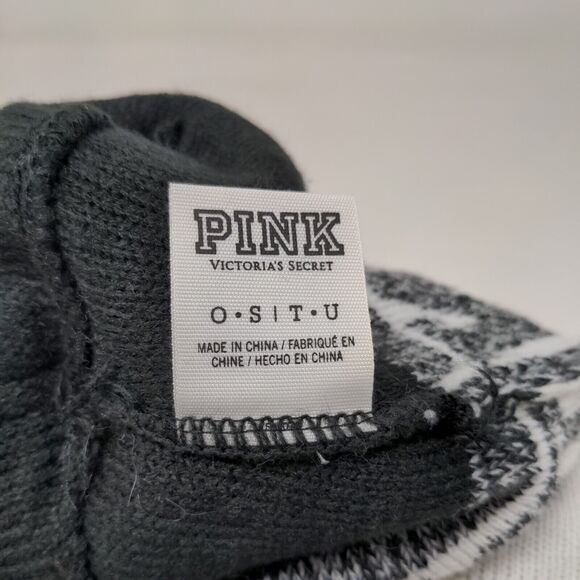 PINK
VICTORIA'S SECRET
O•S|T•U
MADE IN CHINA / FABRIQUÉ EN
CHINE / HECHO EN CHINA